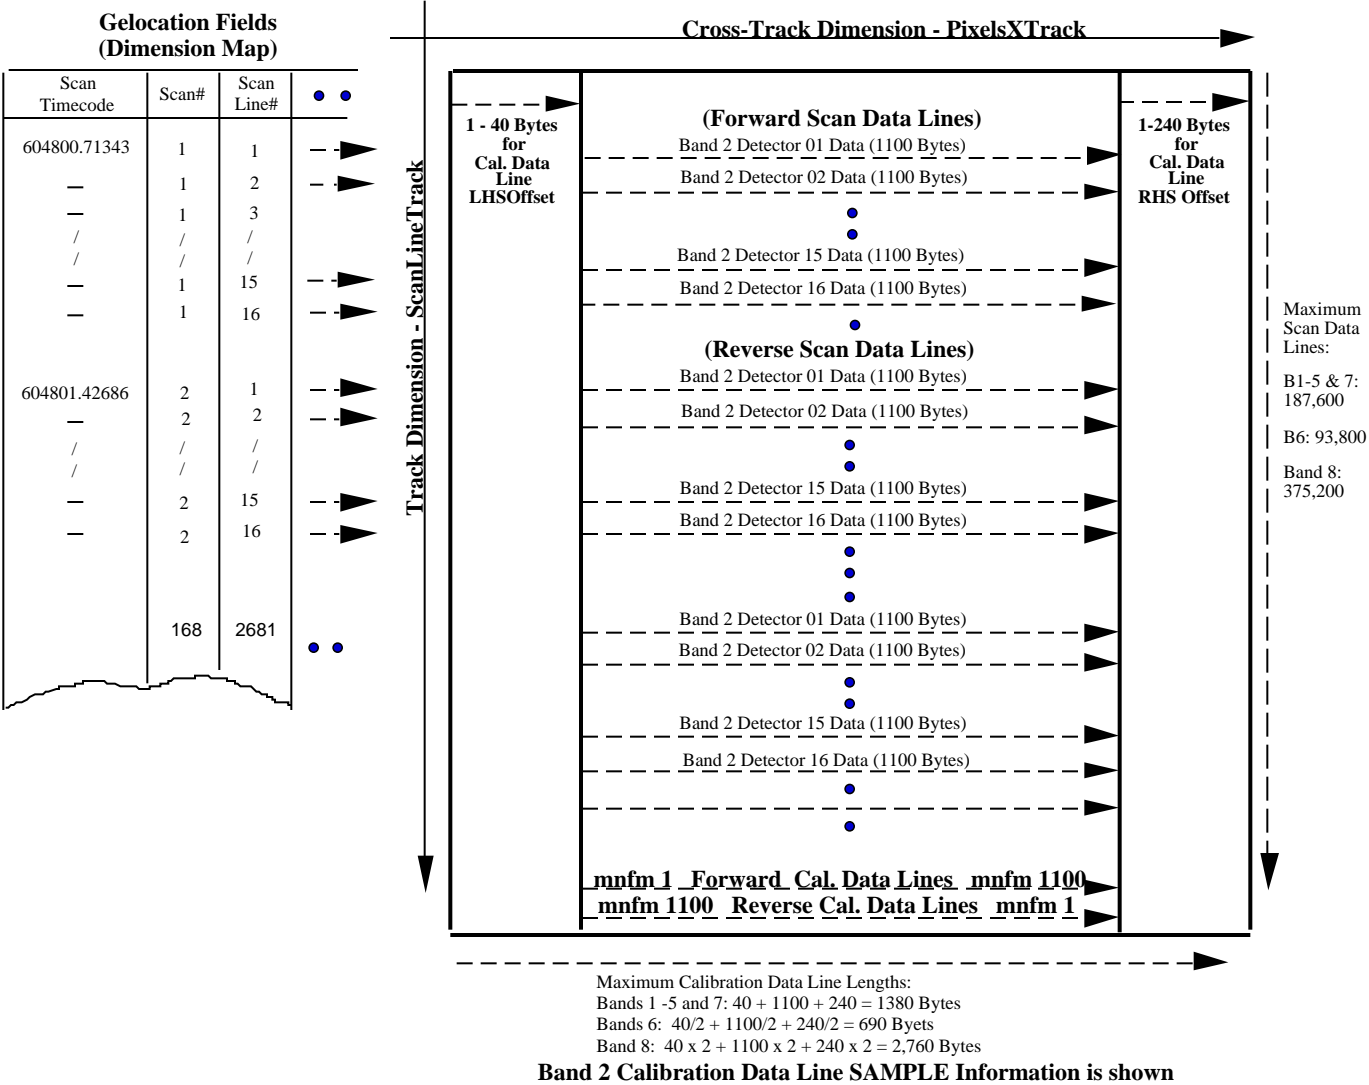 Gelocation Fields
(Dimension Map)
Scan Timecode
Scan#
Scan Line#
604800.71343 1 1
— 1 2
— 1 3
/ / /
/ / /
— 1 15
— 1 16
604801.42686 2 1
— 2 2
/ / /
/ / /
— 2 15
— 2 16
168 2681
Track Dimension - ScanLineTrack
Cross-Track Dimension - PixelsXTrack
1 - 40 Bytes
for
Cal. Data
Line
LHSOffset
(Forward Scan Data Lines)
Band 2 Detector 01 Data (1100 Bytes)
Band 2 Detector 02 Data (1100 Bytes)
Band 2 Detector 15 Data (1100 Bytes)
Band 2 Detector 16 Data (1100 Bytes)
(Reverse Scan Data Lines)
Band 2 Detector 01 Data (1100 Bytes)
Band 2 Detector 02 Data (1100 Bytes)
Band 2 Detector 15 Data (1100 Bytes)
Band 2 Detector 16 Data (1100 Bytes)
Band 2 Detector 01 Data (1100 Bytes)
Band 2 Detector 02 Data (1100 Bytes)
Band 2 Detector 15 Data (1100 Bytes)
Band 2 Detector 16 Data (1100 Bytes)
mnfm 1 Forward Cal. Data Lines mnfm 1100
mnfm 1100 Reverse Cal. Data Lines mnfm 1
1-240 Bytes
for
Cal. Data
Line
RHS Offset
Maximum
Scan Data
Lines:
B1-5 & 7:
187,600
B6: 93,800
Band 8:
375,200
Maximum Calibration Data Line Lengths:
Bands 1 -5 and 7: 40 + 1100 + 240 = 1380 Bytes
Bands 6: 40/2 + 1100/2 + 240/2 = 690 Byets
Band 8: 40 x 2 + 1100 x 2 + 240 x 2 = 2,760 Bytes
Band 2 Calibration Data Line SAMPLE Information is shown